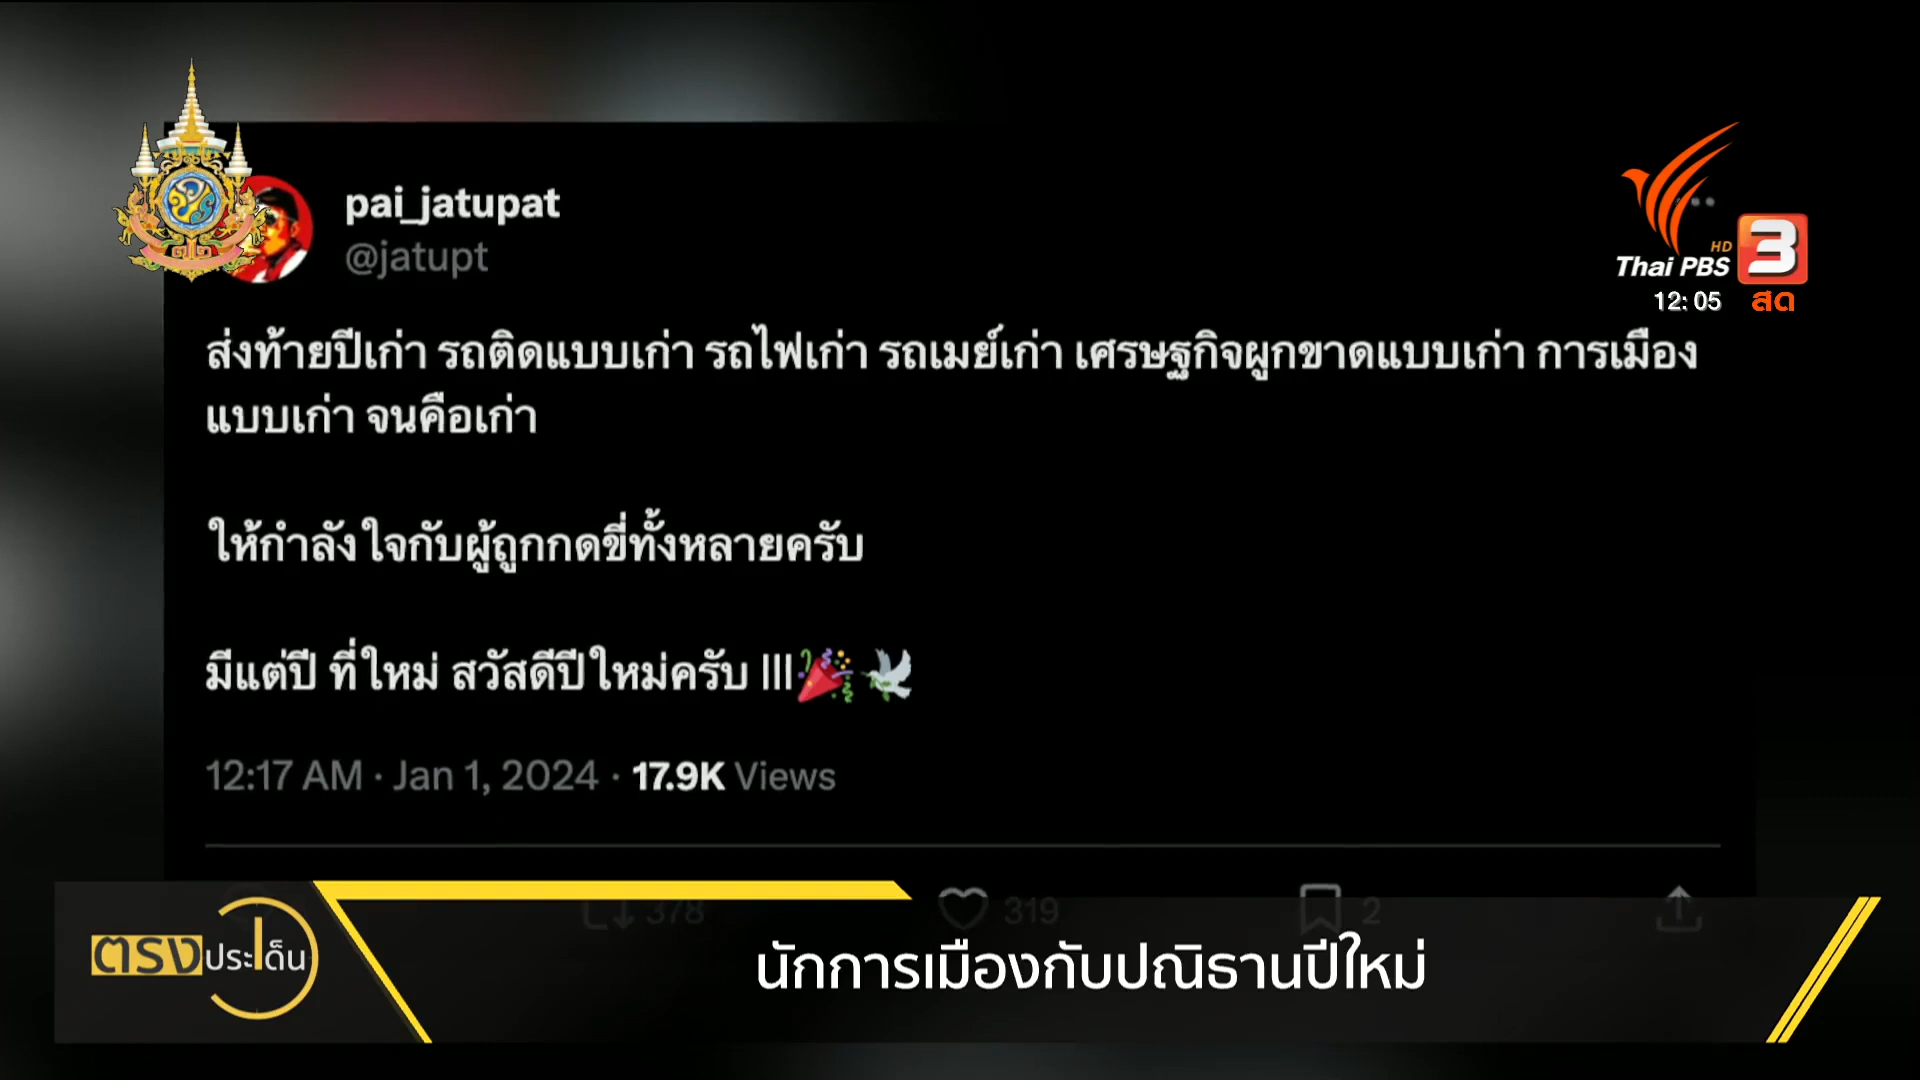 pai_jatupat
@jatupt
HD
Thai PBS 3
12:05 สด
ส่งท้ายปีเก่า รถติดแบบเก่า รถไฟเก่า รถเมย์เก่า เศรษฐกิจผูกขาดแบบเก่า การเมือง
แบบเก่า จนคือเก่า
ให้กำลังใจกับผู้ถูกกดขี่ทั้งหลายครับ
มีแต่ปี ที่ใหม่ สวัสดีปีใหม่ครับ |||🎉🕊️
12:17 AM · Jan 1, 2024 · 17.9K Views
378 319 2
ตรงประเด็น
นักการเมืองกับปณิธานปีใหม่